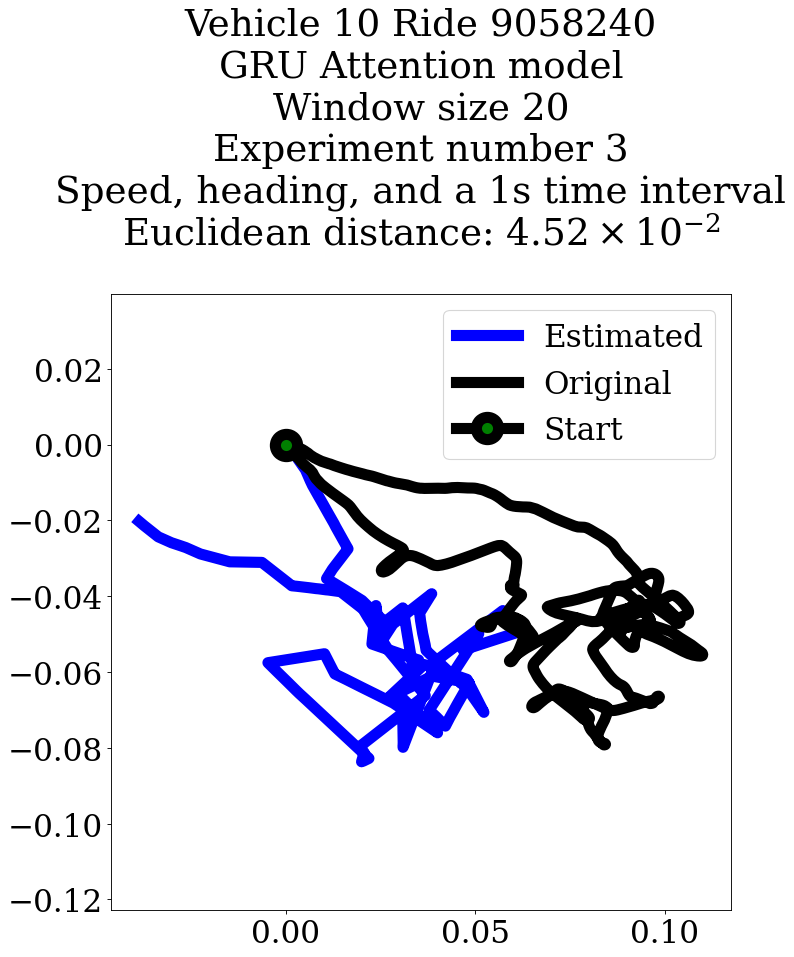 Vehicle 10 Ride 9058240
GRU Attention model
Window size 20
Experiment number 3
Speed, heading, and a 1s time interval
Euclidean distance: 4.52 × 10⁻²
Estimated
Original
Start
0.02
0.00
−0.02
−0.04
−0.06
−0.08
−0.10
−0.12
0.00 0.05 0.10